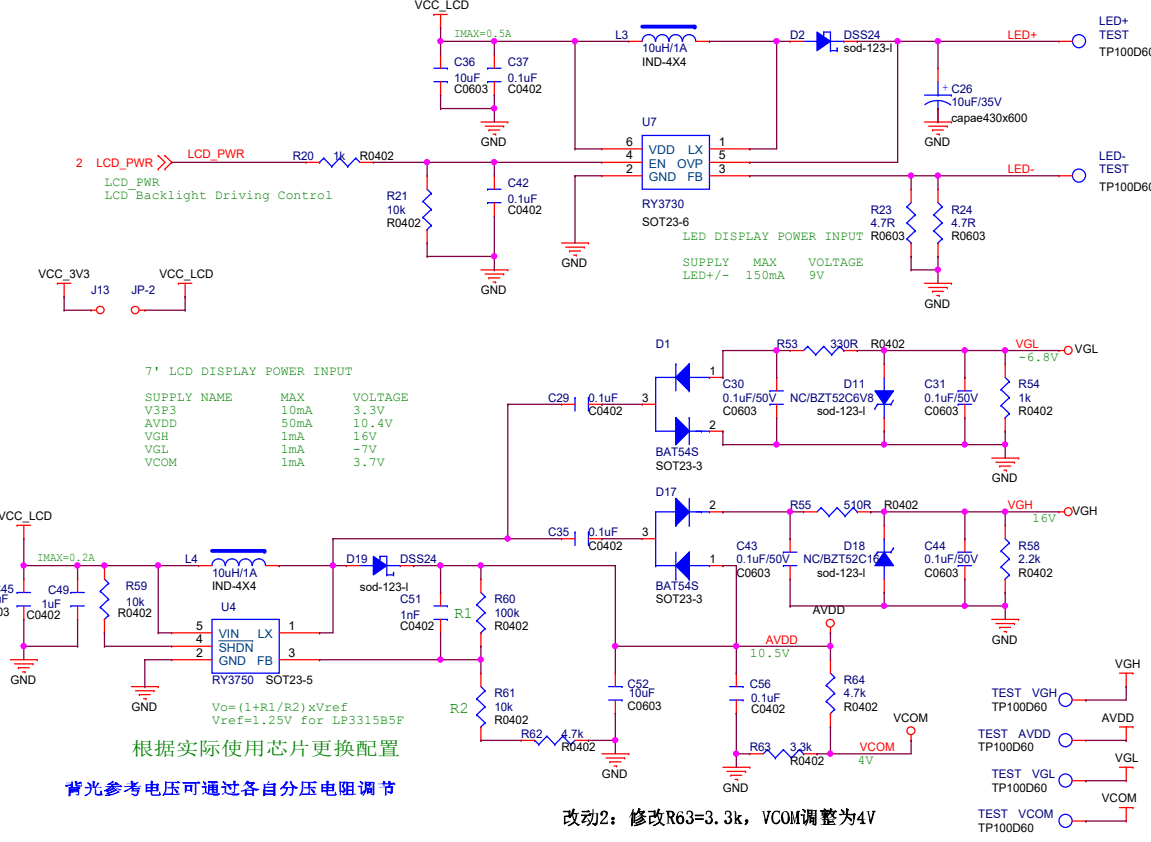 VCC_LCD
IMAX=0.5A
L3
10uH/1A
IND-4X4
D2
DSS24
sod-123-l
LED+
LED+
TEST
TP100D60
C36
10uF
C0603
C37
0.1uF
C0402
GND
+ C26
10uF/35V
capae430x600
GND
U7
6 VDD LX 1
4 EN OVP 5
2 GND FB 3
RY3730
SOT23-6
2 LCD_PWR
LCD_PWR
R20 1k R0402
LCD_PWR
LCD Backlight Driving Control
R21
10k
R0402
C42
0.1uF
C0402
GND
GND
LED-
LED-
TEST
TP100D60
R23
4.7R
R0603
R24
4.7R
R0603
GND
LED DISPLAY POWER INPUT
SUPPLY MAX VOLTAGE
LED+/- 150mA 9V
VCC_3V3
VCC_LCD
J13 JP-2
7' LCD DISPLAY POWER INPUT
SUPPLY NAME MAX VOLTAGE
V3P3 10mA 3.3V
AVDD 50mA 10.4V
VGH 1mA 16V
VGL 1mA -7V
VCOM 1mA 3.7V
C29 0.1uF
C0402
D1
1
3
2
BAT54S
SOT23-3
R53 330R R0402
VGL
-6.8V
VGL
C30
0.1uF/50V
C0603
D11
NC/BZT52C6V8
sod-123-l
C31
0.1uF/50V
C0603
R54
1k
R0402
GND
C35 0.1uF
C0402
D17
2
3
1
BAT54S
SOT23-3
R55 510R R0402
VGH
16V
VGH
C43
0.1uF/50V
C0603
D18
NC/BZT52C16
sod-123-l
C44
0.1uF/50V
C0603
R58
2.2k
R0402
GND
VCC_LCD
IMAX=0.2A
C49
1uF
C0402
GND
R59
10k
R0402
L4
10uH/1A
IND-4X4
U4
5 VIN LX 1
4 SHDN
2 GND FB 3
RY3750 SOT23-5
GND
D19 DSS24
sod-123-l
C51
1nF
C0402
R1
R60
100k
R0402
R2
R61
10k
R0402
R62 4.7k
R0402
C52
10uF
C0603
GND
AVDD
10.5V
AVDD
C56
0.1uF
C0402
R64
4.7k
R0402
R63 3.3k
R0402
GND
VCOM
VCOM
4V
Vo=(1+R1/R2)xVref
Vref=1.25V for LP3315B5F
根据实际使用芯片更换配置
背光参考电压可通过各自分压电阻调节
改动2: 修改R63=3.3k, VCOM调整为4V
VGH
TEST VGH
TP100D60
AVDD
TEST AVDD
TP100D60
VGL
TEST VGL
TP100D60
VCOM
TEST VCOM
TP100D60